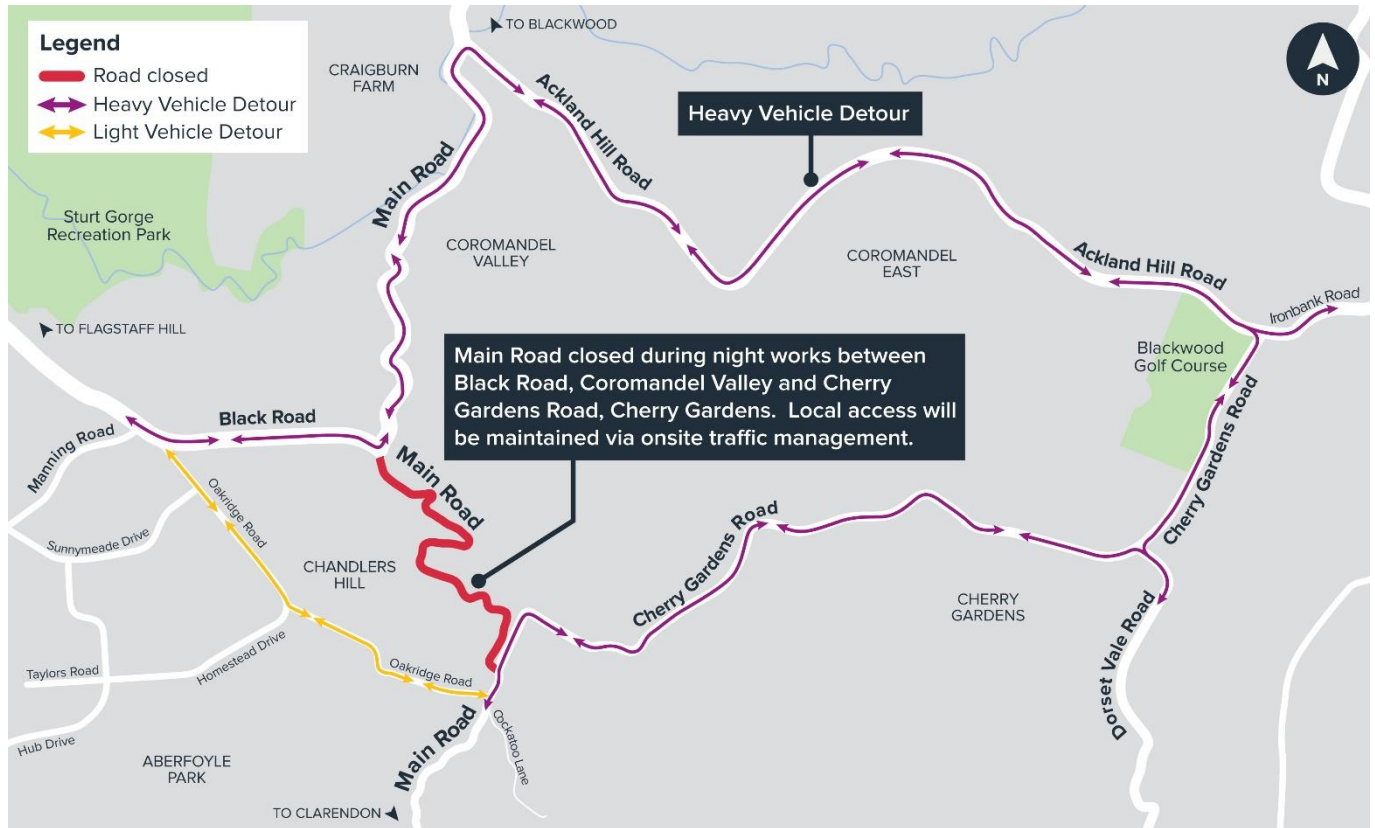 Legend
Road closed
Heavy Vehicle Detour
Light Vehicle Detour
TO BLACKWOOD
N
CRAIGBURN
FARM
Ackland Hill Road
Heavy Vehicle Detour
Main Road
Sturt Gorge
Recreation Park
COROMANDEL
VALLEY
COROMANDEL
EAST
Ackland Hill Road
Ironbank Road
TO FLAGSTAFF HILL
Main Road closed during night works between
Black Road, Coromandel Valley and Cherry
Gardens Road, Cherry Gardens. Local access will
be maintained via onsite traffic management.
Blackwood
Golf Course
Black Road
Manning Road
Main Road
Cherry Gardens Road
Oakridge Road
Sunnymeade Drive
CHANDLERS
HILL
Cherry Gardens Road
CHERRY
GARDENS
Dorset Vale Road
Taylors Road
Homestead Drive
Oakridge Road
Hub Drive
Main Road
Cockatoo Lane
ABERFOYLE
PARK
TO CLARENDON